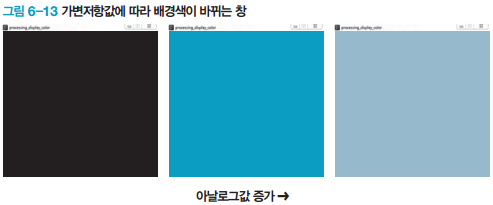 그림 6–13 가변저항값에 따라 배경색이 바뀌는 창
processing_display_color
processing_display_color
processing_display_color
아날로그값 증가 →